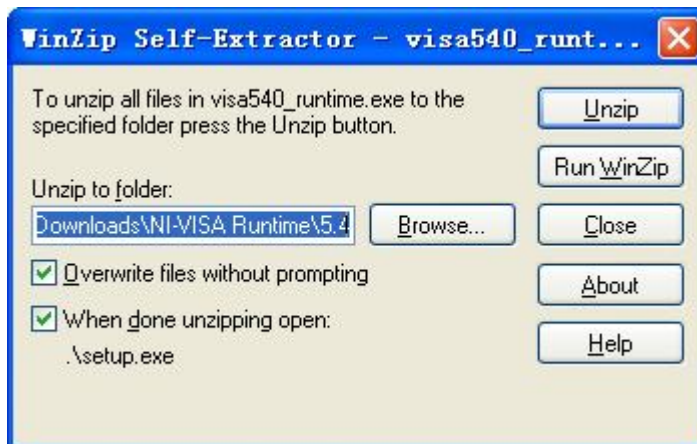 WinZip Self-Extractor - visa540_runt...
To unzip all files in visa540_runtime.exe to the
specified folder press the Unzip button.
Unzip
Run WinZip
Unzip to folder:
Downloads\NI-VISA Runtime\5.4
Browse...
Close
Overwrite files without prompting
About
When done unzipping open:
.\setup.exe
Help